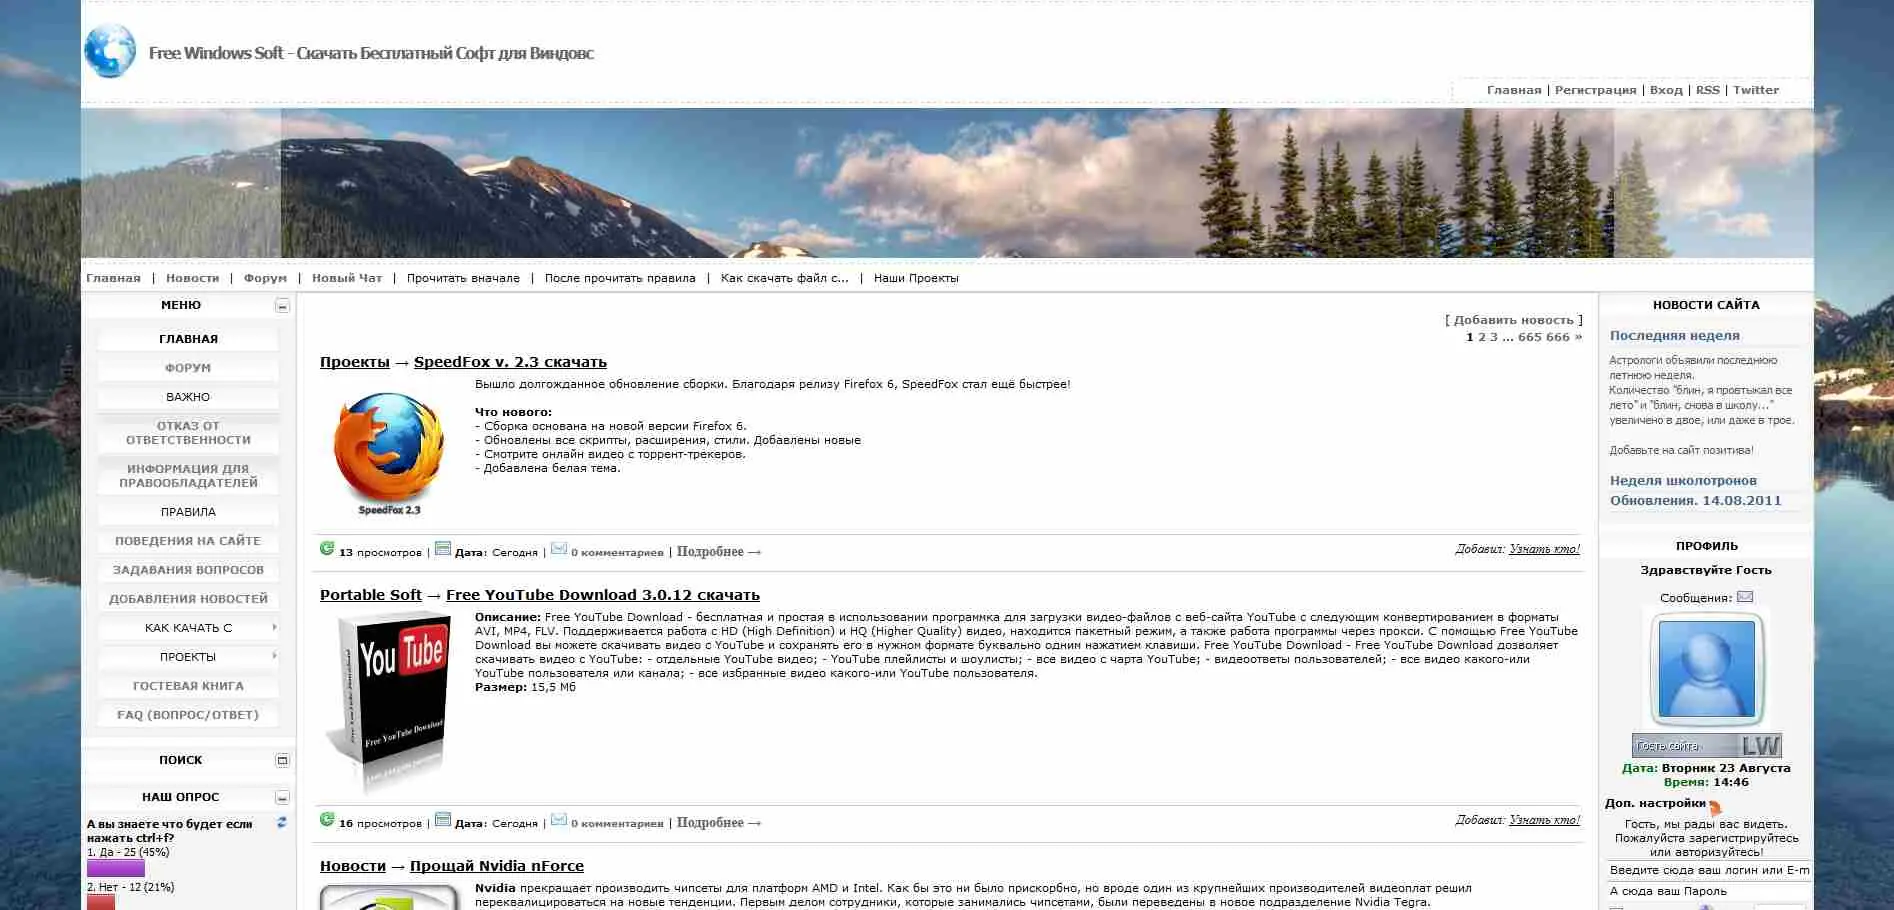 Free Windows Soft - Скачать Бесплатный Софт для Виндовс
Главная | Регистрация | Вход | RSS | Twitter
Главная | Новости | Форум | Новый Чат | Прочитать вначале | После прочитать правила | Как скачать файл с... | Наши Проекты
МЕНЮ
ГЛАВНАЯ
ФОРУМ
ВАЖНО
ОТКАЗ ОТ
ОТВЕТСТВЕННОСТИ
ИНФОРМАЦИЯ ДЛЯ
ПРАВООБЛАДАТЕЛЕЙ
ПРАВИЛА
ПОВЕДЕНИЯ НА САЙТЕ
ЗАДАВАНИЯ ВОПРОСОВ
ДОБАВЛЕНИЯ НОВОСТЕЙ
КАК КАЧАТЬ С
ПРОЕКТЫ
ГОСТЕВАЯ КНИГА
FAQ (ВОПРОС/ОТВЕТ)
ПОИСК
НАШ ОПРОС
А вы знаете что будет если
нажать ctrl+f?
1. Да - 25 (45%)
2. Нет - 12 (21%)
[ Добавить новость ]
1 2 3 ... 665 666 »
Проекты → SpeedFox v. 2.3 скачать
Вышло долгожданное обновление сборки. Благодаря релизу Firefox 6, SpeedFox стал ещё быстрее!
Что нового:
- Сборка основана на новой версии Firefox 6.
- Обновлены все скрипты, расширения, стили. Добавлены новые
- Смотрите онлайн видео с торрент-трекеров.
- Добавлена белая тема.
SpeedFox 2.3
13 просмотров | Дата: Сегодня | 0 комментариев | Подробнее →
Добавил: Узнать кто!
Portable Soft → Free YouTube Download 3.0.12 скачать
Описание: Free YouTube Download - бесплатная и простая в использовании программка для загрузки видео-файлов с веб-сайта YouTube с следующим конвертированием в форматы
AVI, MP4, FLV. Поддерживается работа с HD (High Definition) и HQ (Higher Quality) видео, находится пакетный режим, а также работа программы через прокси. С помощью Free YouTube
Download вы можете скачивать видео с YouTube и сохранять его в нужном формате буквально одним нажатием клавиши. Free YouTube Download - Free YouTube Download дозволяет
скачивать видео с YouTube: - отдельные YouTube видео; - YouTube плейлисты и шоулисты; - все видео с чарта YouTube; - видеоответы пользователей; - все видео какого-или
YouTube пользователя или канала; - все избранные видео какого-или YouTube пользователя.
Размер: 15,5 Мб
You Tube
Free YouTube Download
Free YouTube Download
16 просмотров | Дата: Сегодня | 0 комментариев | Подробнее →
Добавил: Узнать кто!
Новости → Прощай Nvidia nForce
Nvidia прекращает производить чипсеты для платформ AMD и Intel. Как бы это ни было прискорбно, но вроде один из крупнейших производителей видеоплат решил
переквалицироваться на новые тенденции. Первым делом сотрудники, которые занимались чипсетами, были переведены в новое подразделение Nvidia Tegra.
НОВОСТИ САЙТА
Последняя неделя
Астрологи объявили последнюю
летнюю неделя.
Количество "блин, я провтыкал все
лето" и "блин, снова в школу..."
увеличено в двое, или даже в трое.
Добавьте на сайт позитива!
Неделя школотронов
Обновления. 14.08.2011
ПРОФИЛЬ
Здравствуйте Гость
Сообщения:
Гость сайта LW
Дата: Вторник 23 Августа
Время: 14:46
Доп. настройки
Гость, мы рады вас видеть.
Пожалуйста зарегистрируйтесь
или авторизуйтесь!
Введите сюда ваш логин или E-m
А сюда ваш Пароль